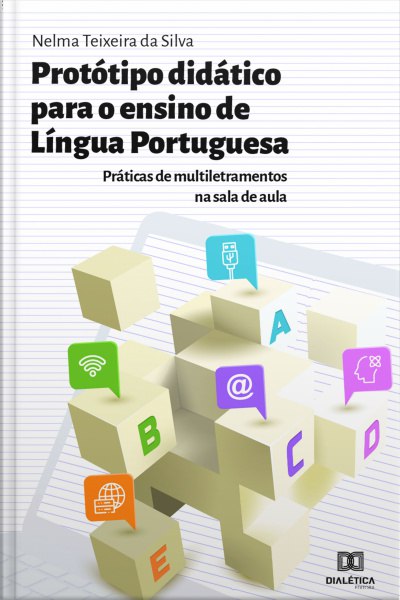 Nelma Teixeira da Silva
Protótipo didático
para o ensino de
Língua Portuguesa
Práticas de multiletramentos
na sala de aula
A
@
B
C
D
E
DIALÉTICA
EDITORA